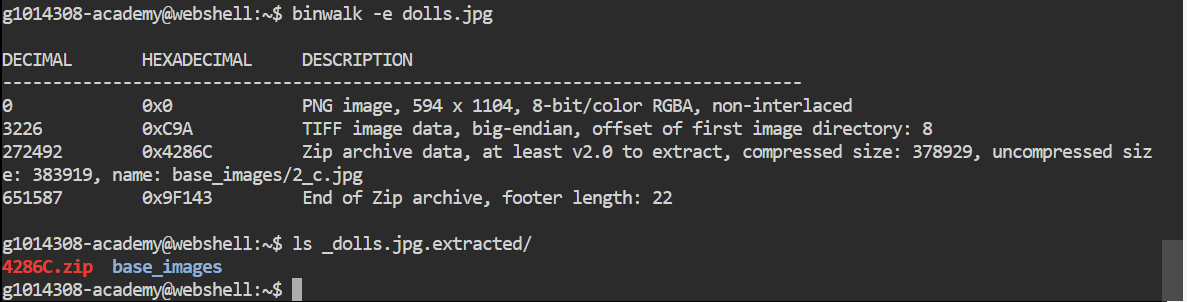 g1014308-academy@webshell:~$ binwalk -e dolls.jpg
DECIMAL       HEXADECIMAL     DESCRIPTION
--------------------------------------------------------------------------------
0             0x0             PNG image, 594 x 1104, 8-bit/color RGBA, non-interlaced
3226          0xC9A           TIFF image data, big-endian, offset of first image directory: 8
272492        0x4286C         Zip archive data, at least v2.0 to extract, compressed size: 378929, uncompressed siz
e: 383919, name: base_images/2_c.jpg
651587        0x9F143         End of Zip archive, footer length: 22
g1014308-academy@webshell:~$ ls _dolls.jpg.extracted/
4286C.zip  base_images
g1014308-academy@webshell:~$